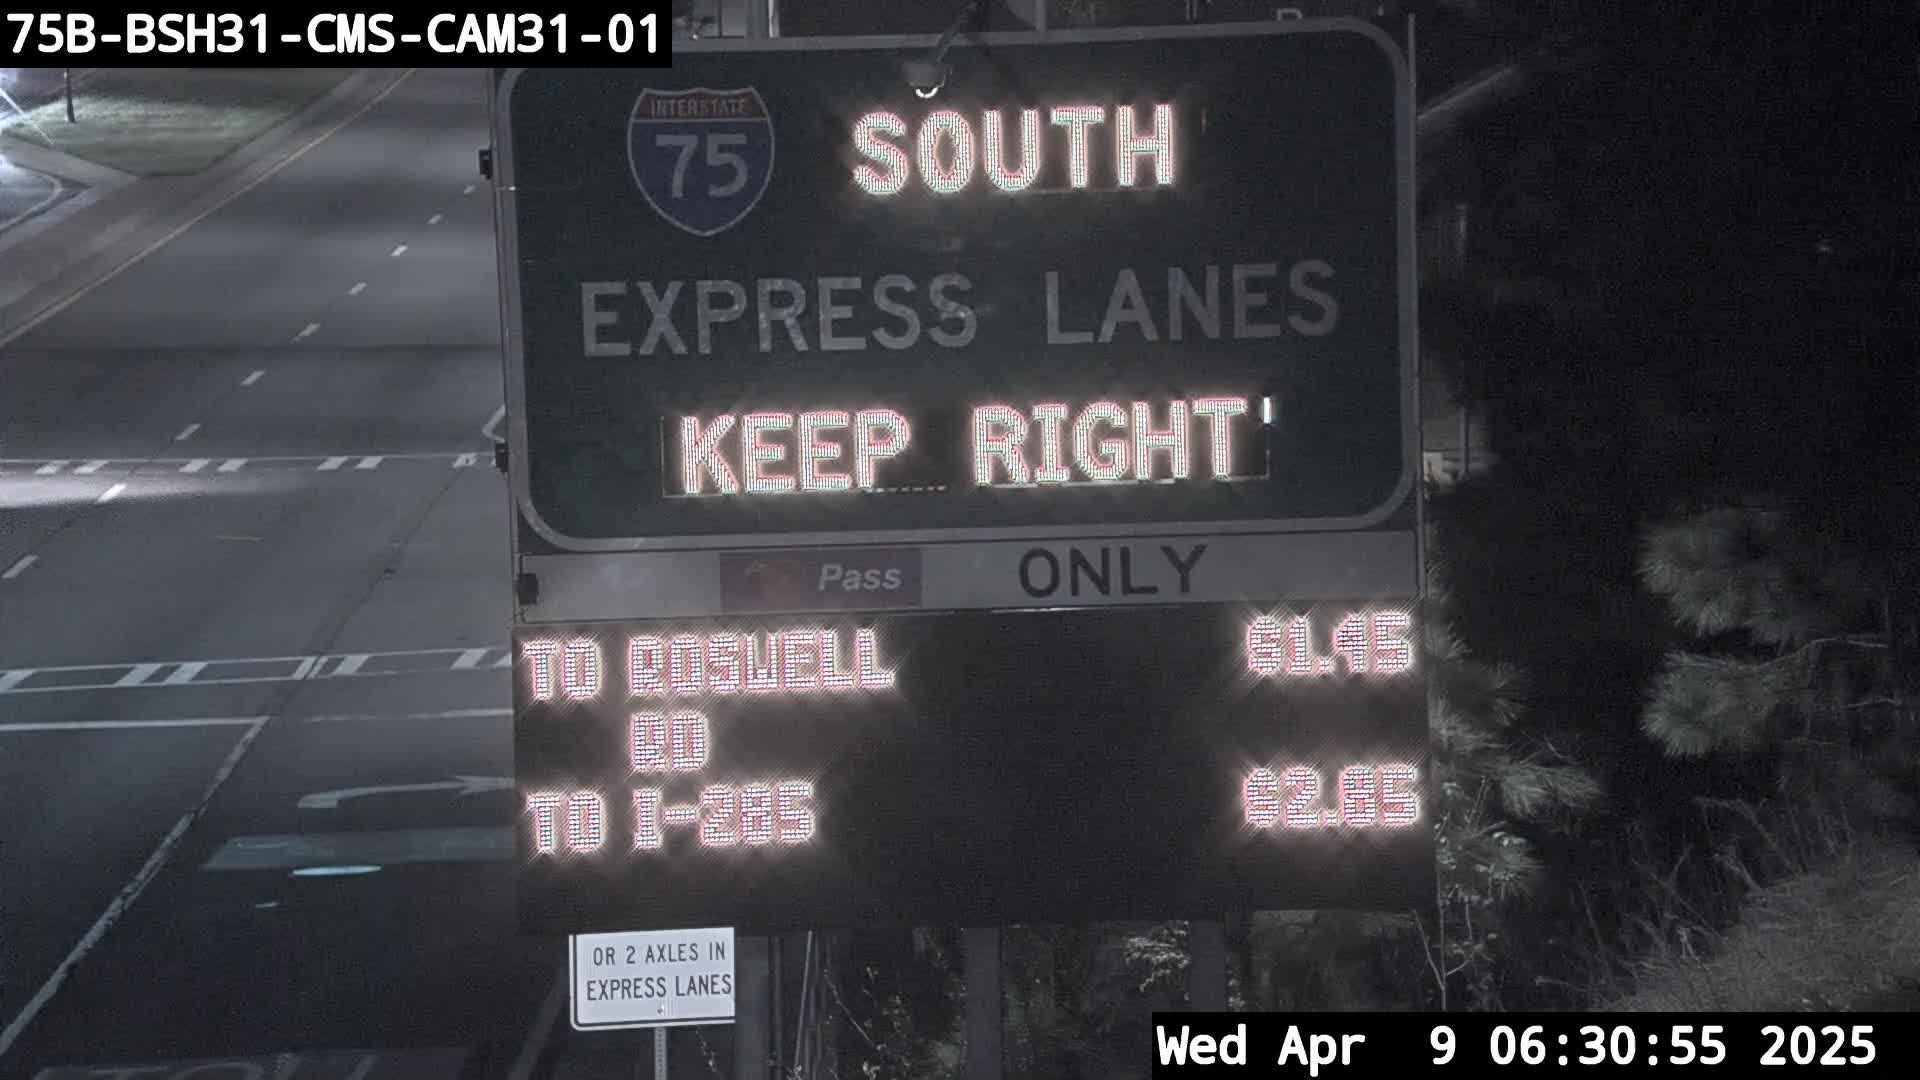 75B-BSH31-CMS-CAM31-01
INTERSTATE
75
SOUTH
EXPRESS LANES
KEEP RIGHT
Pass ONLY
TO ROSWELL $1.45
RD
TO I-285 $2.85
OR 2 AXLES IN
EXPRESS LANES
Wed Apr 9 06:30:55 2025